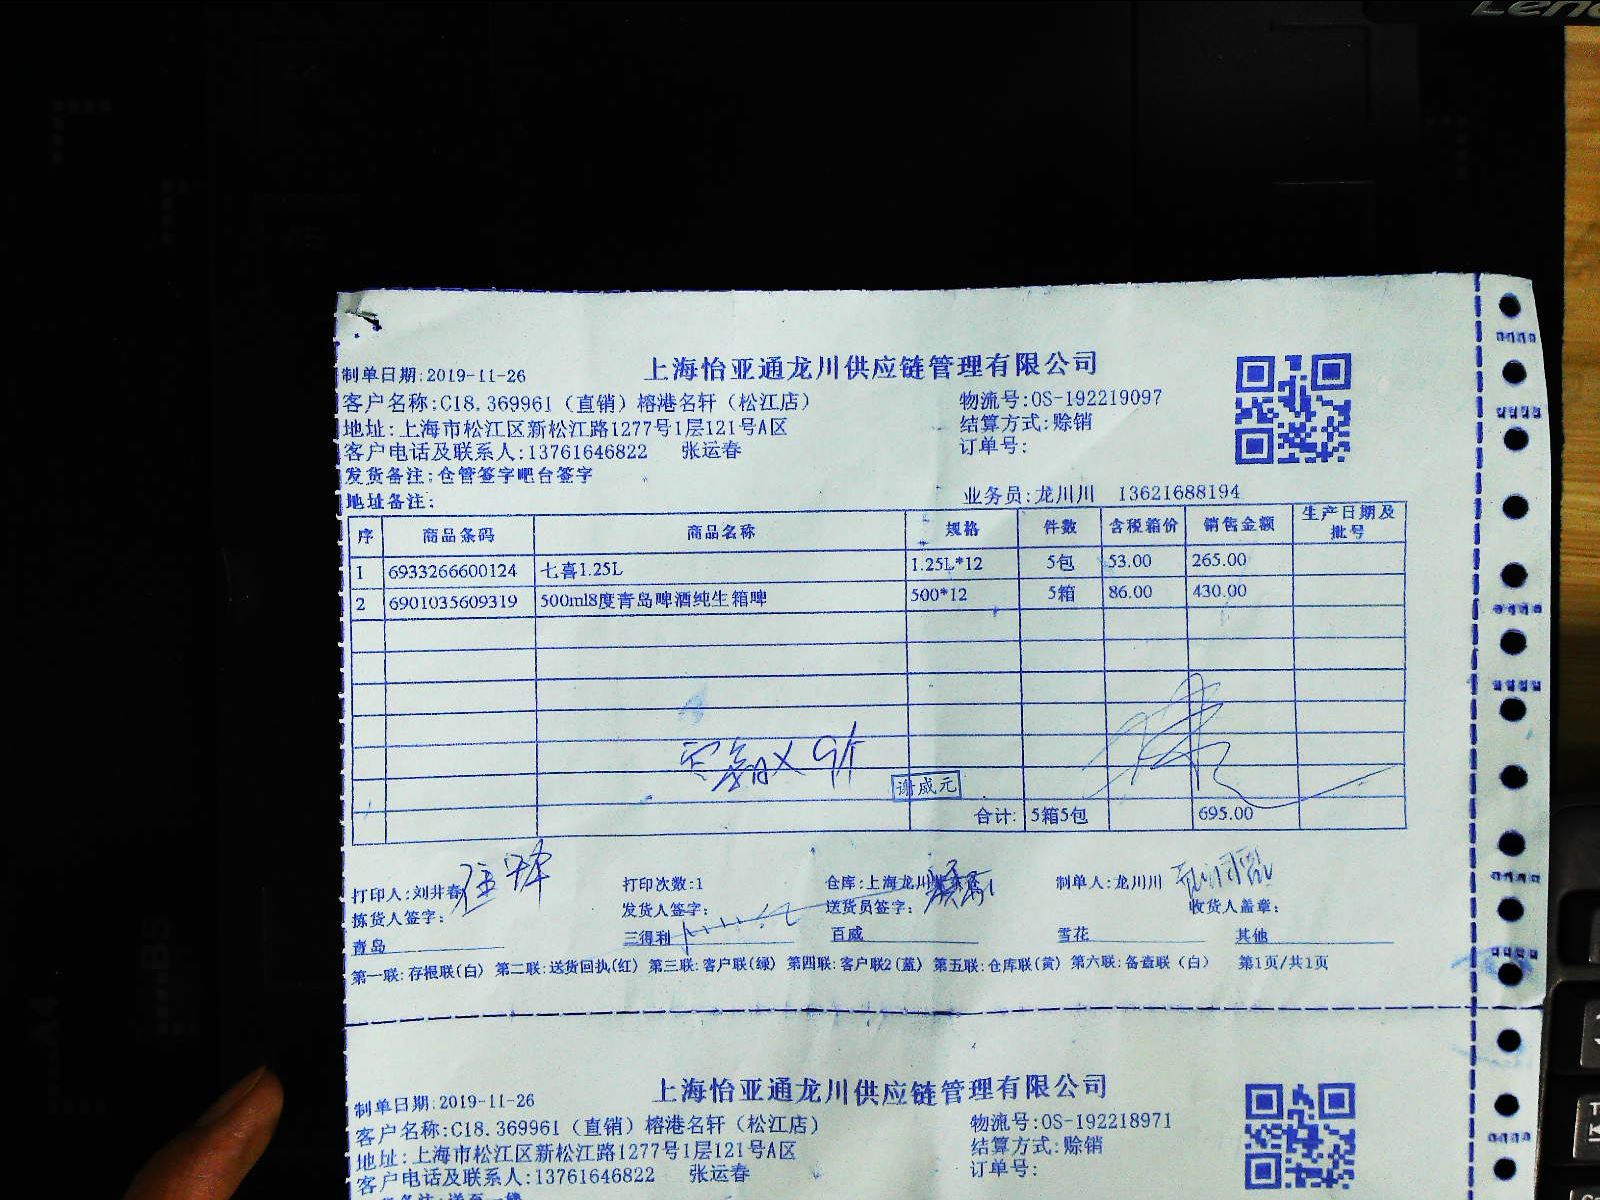 制单日期:2019-11-26
上海怡亚通龙川供应链管理有限公司
客户名称:C18.369961（直销）榕港名轩（松江店）
物流号:OS-192219097
地址:上海市松江区新松江路1277号1层121号A区
结算方式:赊销
客户电话及联系人:13761646822 张运春
订单号:
发货备注:仓管签字吧台签字
地址备注:
业务员:龙川川 13621688194
序 商品条码 商品名称 规格 件数 含税箱价 销售金额 生产日期及批号
1 6933266600124 七喜1.25L 1.25L*12 5包 53.00 265.00
2 6901035609319 500ml8度青岛啤酒纯生箱啤 500*12 5箱 86.00 430.00
谢威元
合计: 5箱5包 695.00
打印人:刘井春 打印次数:1 仓库:上海龙川 制单人:龙川川
拣货人签字: 发货人签字: 送货员签字: 收货人盖章:
青岛 三得利 百威 雪花 其他
第一联:存根联(白) 第二联:送货回执(红) 第三联:客户联(绿) 第四联:客户联2(蓝) 第五联:仓库联(黄) 第六联:备查联（白） 第1页/共1页
制单日期:2019-11-26
上海怡亚通龙川供应链管理有限公司
客户名称:C18.369961（直销）榕港名轩（松江店）
物流号:OS-192218971
地址:上海市松江区新松江路1277号1层121号A区
结算方式:赊销
客户电话及联系人:13761646822 张运春
订单号: